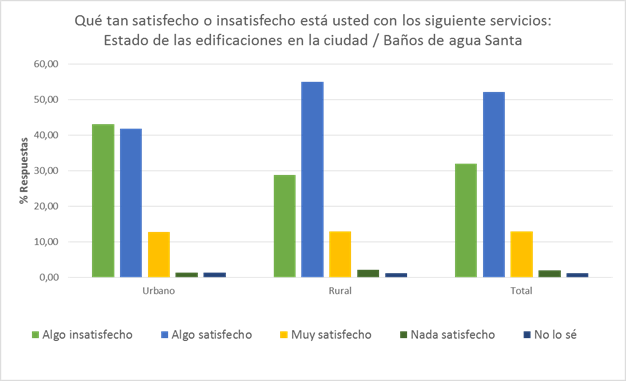 Qué tan satisfecho o insatisfecho está usted con los siguiente servicios:
Estado de las edificaciones en la ciudad / Baños de agua Santa
60,00
50,00
40,00
30,00
20,00
10,00
0,00
% Respuestas
Urbano
Rural
Total
Algo insatisfecho
Algo satisfecho
Muy satisfecho
Nada satisfecho
No lo sé